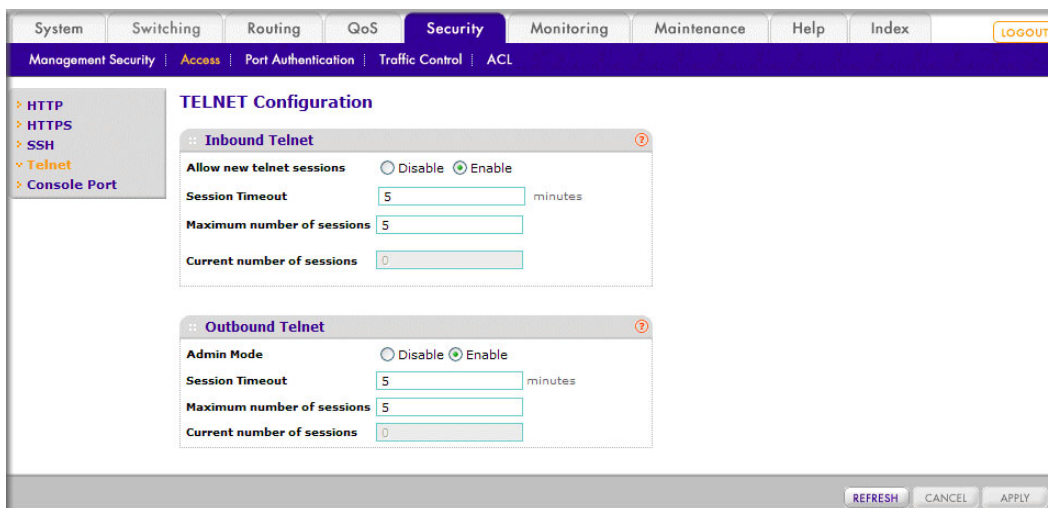 System Switching Routing QoS Security Monitoring Maintenance Help Index LOGOUT
Management Security | Access | Port Authentication | Traffic Control | ACL
HTTP
HTTPS
SSH
Telnet
Console Port
TELNET Configuration
Inbound Telnet ?
Allow new telnet sessions Disable Enable
Session Timeout 5 minutes
Maximum number of sessions 5
Current number of sessions 0
Outbound Telnet ?
Admin Mode Disable Enable
Session Timeout 5 minutes
Maximum number of sessions 5
Current number of sessions 0
REFRESH CANCEL APPLY